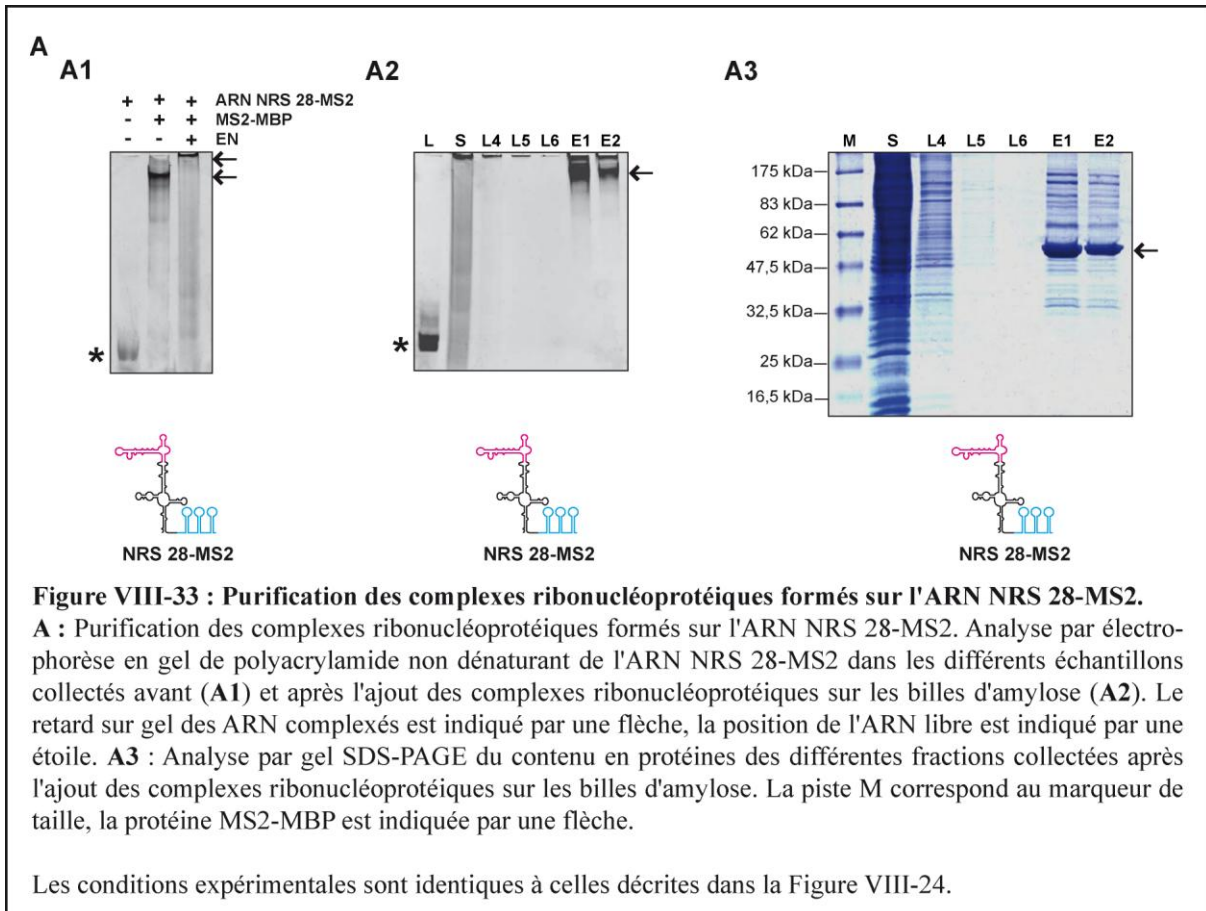 A
A1
+ + + ARN NRS 28-MS2
- + + MS2-MBP
- - + EN
*
NRS 28-MS2
A2
L S L4 L5 L6 E1 E2
*
NRS 28-MS2
A3
M S L4 L5 L6 E1 E2
175 kDa
83 kDa
62 kDa
47,5 kDa
32,5 kDa
25 kDa
16,5 kDa
NRS 28-MS2
Figure VIII-33 : Purification des complexes ribonucléoprotéiques formés sur l'ARN NRS 28-MS2.
A : Purification des complexes ribonucléoprotéiques formés sur l'ARN NRS 28-MS2. Analyse par électro-
phorèse en gel de polyacrylamide non dénaturant de l'ARN NRS 28-MS2 dans les différents échantillons
collectés avant (A1) et après l'ajout des complexes ribonucléoprotéiques sur les billes d'amylose (A2). Le
retard sur gel des ARN complexés est indiqué par une flèche, la position de l'ARN libre est indiqué par une
étoile. A3 : Analyse par gel SDS-PAGE du contenu en protéines des différentes fractions collectées après
l'ajout des complexes ribonucléoprotéiques sur les billes d'amylose. La piste M correspond au marqueur de
taille, la protéine MS2-MBP est indiquée par une flèche.
Les conditions expérimentales sont identiques à celles décrites dans la Figure VIII-24.